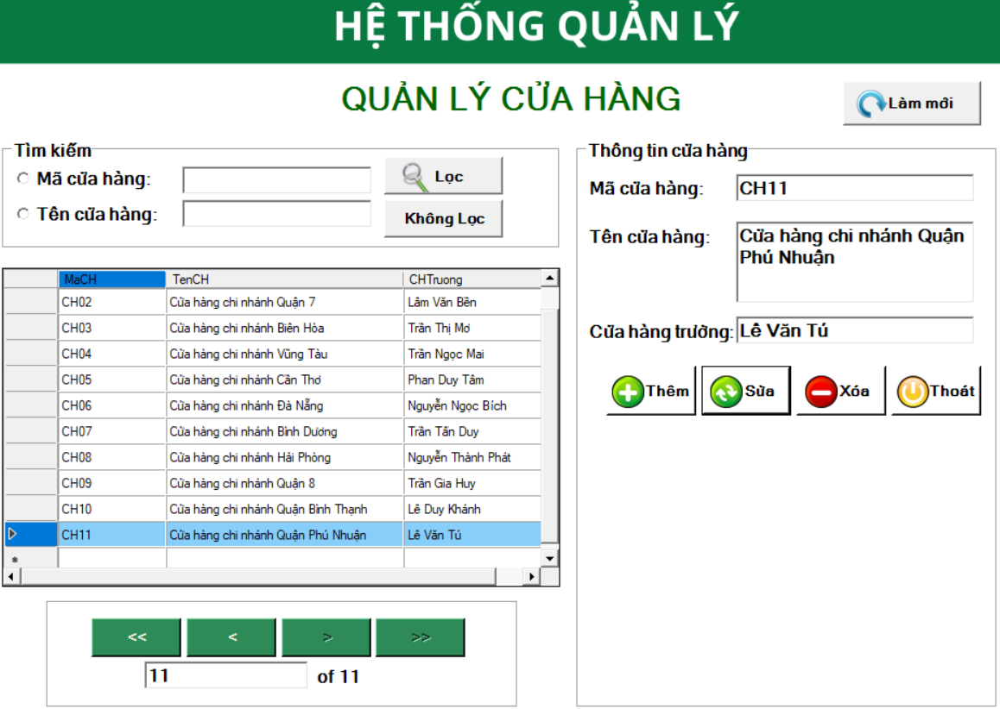 HỆ THỐNG QUẢN LÝ
QUẢN LÝ CỬA HÀNG
Làm mới
Tìm kiếm
Mã cửa hàng:
Lọc
Tên cửa hàng:
Không Lọc
MaCH TenCH CHTruong
CH02 Cửa hàng chi nhánh Quận 7 Lâm Văn Bền
CH03 Cửa hàng chi nhánh Biên Hòa Trần Thị Mơ
CH04 Cửa hàng chi nhánh Vũng Tàu Trần Ngọc Mai
CH05 Cửa hàng chi nhánh Cần Thơ Phan Duy Tâm
CH06 Cửa hàng chi nhánh Đà Nẵng Nguyễn Ngọc Bích
CH07 Cửa hàng chi nhánh Bình Dương Trần Tấn Duy
CH08 Cửa hàng chi nhánh Hải Phòng Nguyễn Thành Phát
CH09 Cửa hàng chi nhánh Quận 8 Trần Gia Huy
CH10 Cửa hàng chi nhánh Quận Bình Thạnh Lê Duy Khánh
CH11 Cửa hàng chi nhánh Quận Phú Nhuận Lê Văn Tú
*
<< < > >>
11 of 11
Thông tin cửa hàng
Mã cửa hàng: CH11
Tên cửa hàng: Cửa hàng chi nhánh Quận
Phú Nhuận
Cửa hàng trưởng: Lê Văn Tú
Thêm Sửa Xóa Thoát